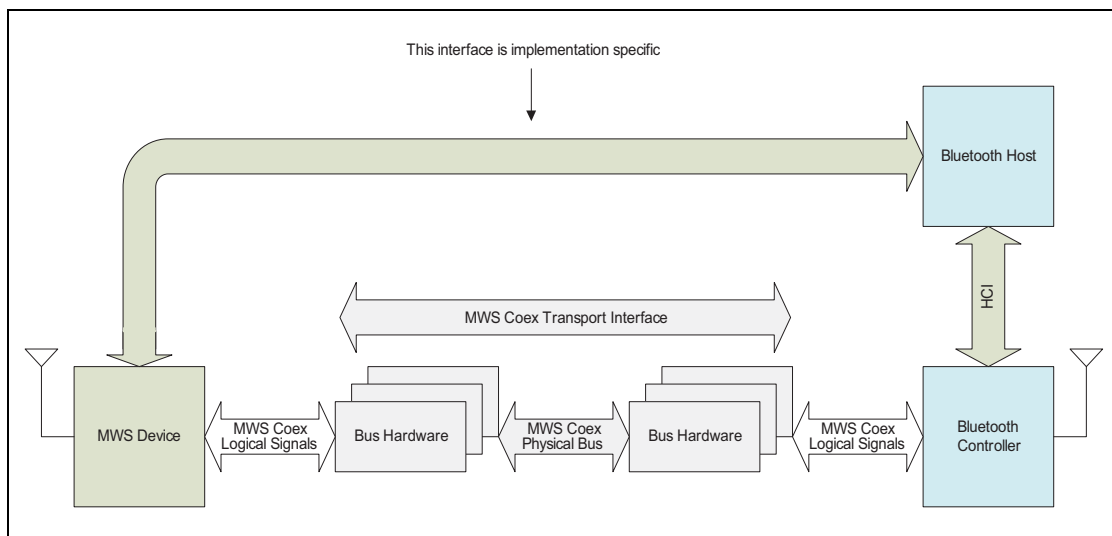 This interface is implementation specific
Bluetooth Host
HCI
MWS Coex Transport Interface
MWS Device
MWS Coex
Logical Signals
Bus Hardware
MWS Coex
Physical Bus
Bus Hardware
MWS Coex
Logical Signals
Bluetooth
Controller